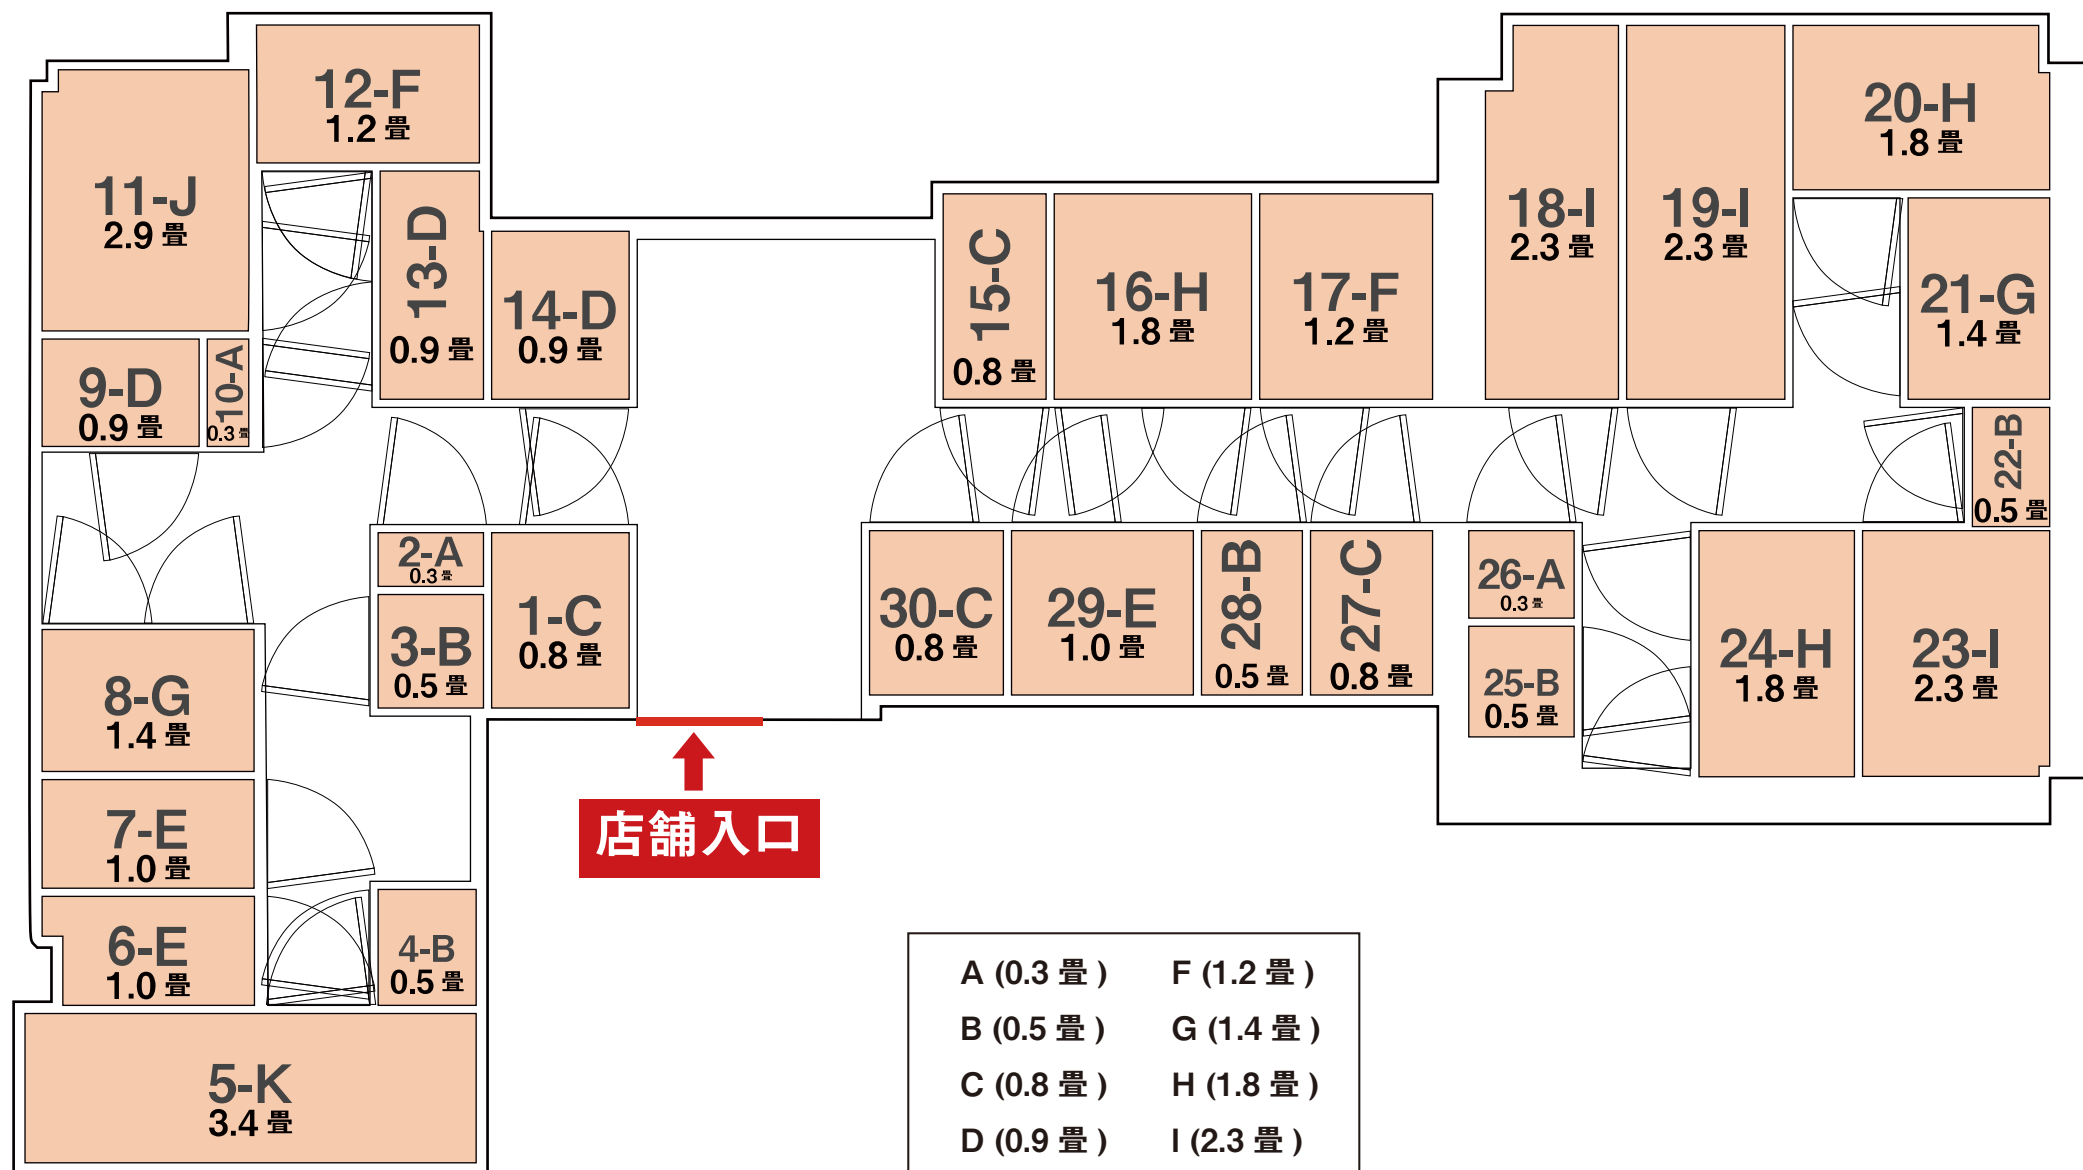 12-F
1.2 畳
11-J
2.9 畳
13-D
0.9 畳
14-D
0.9 畳
9-D
0.9 畳
10-A
0.3 畳
15-C
0.8 畳
16-H
1.8 畳
17-F
1.2 畳
18-I
2.3 畳
19-I
2.3 畳
20-H
1.8 畳
21-G
1.4 畳
22-B
0.5 畳
2-A
0.3 畳
1-C
0.8 畳
3-B
0.5 畳
8-G
1.4 畳
7-E
1.0 畳
6-E
1.0 畳
4-B
0.5 畳
5-K
3.4 畳
30-C
0.8 畳
29-E
1.0 畳
28-B
0.5 畳
27-C
0.8 畳
26-A
0.3 畳
25-B
0.5 畳
24-H
1.8 畳
23-I
2.3 畳
店舗入口
A (0.3 畳 )
F (1.2 畳 )
B (0.5 畳 )
G (1.4 畳 )
C (0.8 畳 )
H (1.8 畳 )
D (0.9 畳 )
I (2.3 畳 )